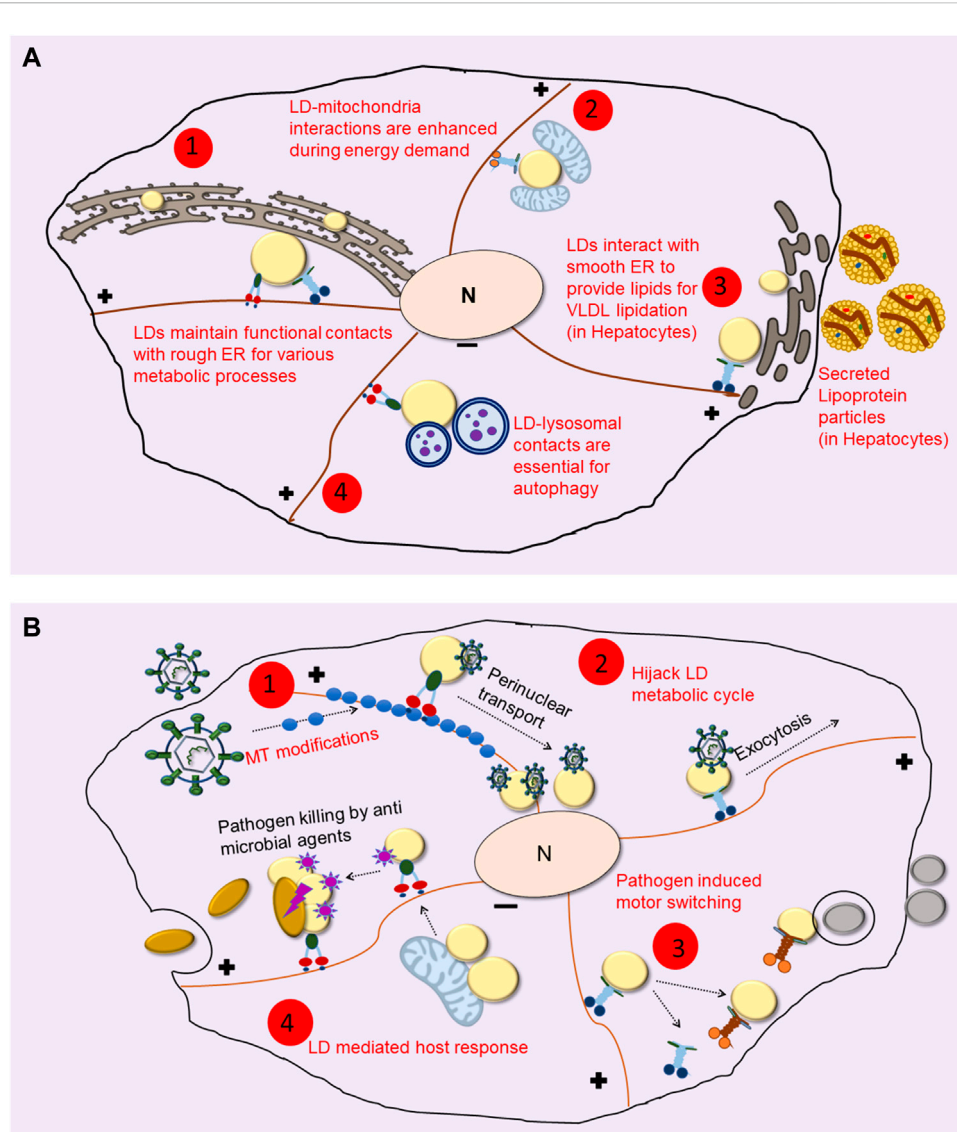 A
LD-mitochondria
interactions are enhanced
during energy demand
+
2
1
LDs interact with
smooth ER to
provide lipids for
VLDL lipidation
(in Hepatocytes)
3
N
+
–
LDs maintain functional contacts
with rough ER for various
metabolic processes
Secreted
Lipoprotein
particles
(in Hepatocytes)
+
LD-lysosomal
contacts are
essential for
autophagy
+
4
B
1
+
2
Hijack LD
metabolic cycle
Perinuclear
transport
MT modifications
Exocytosis
+
Pathogen killing by anti
microbial agents
N
–
Pathogen induced
motor switching
3
+
4
LD mediated host response
+